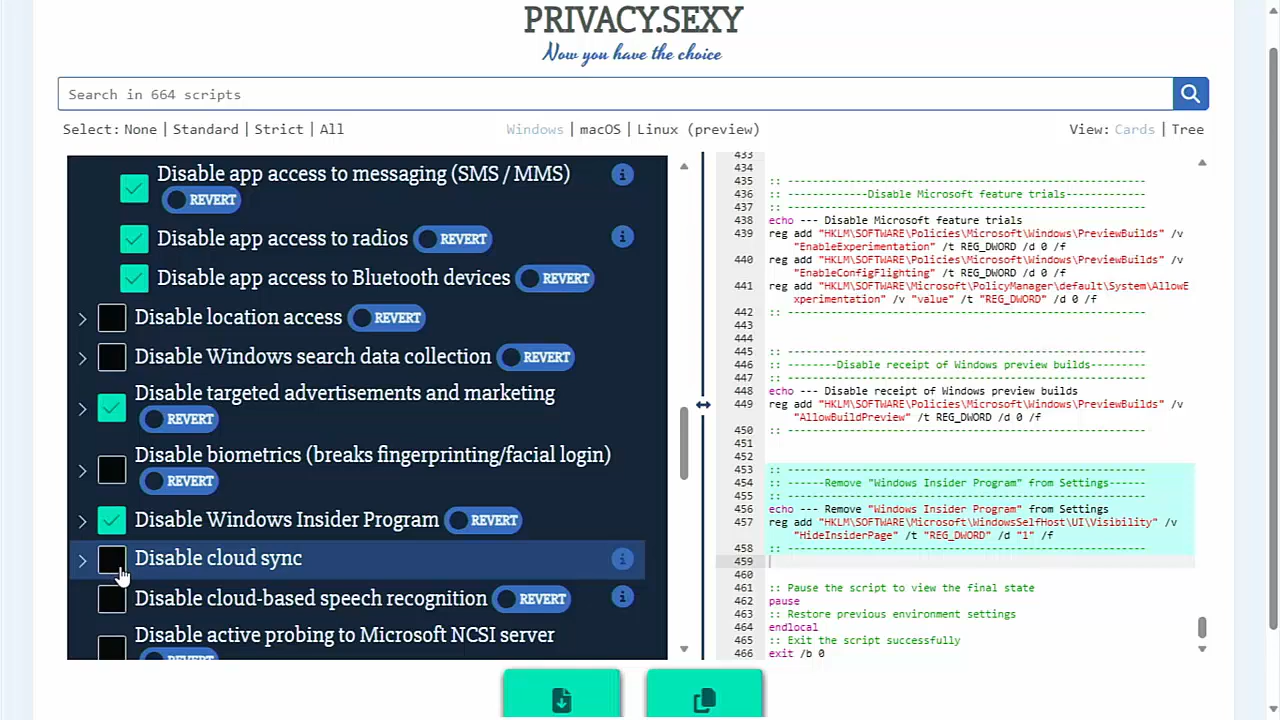 PRIVACY.SEXY
Now you have the choice
Search in 664 scripts
Select: None | Standard | Strict | All
Windows | macOS | Linux (preview)
View: Cards | Tree
Disable app access to messaging (SMS / MMS)
REVERT
Disable app access to radios REVERT
Disable app access to Bluetooth devices REVERT
Disable location access REVERT
Disable Windows search data collection REVERT
Disable targeted advertisements and marketing
REVERT
Disable biometrics (breaks fingerprinting/facial login)
REVERT
Disable Windows Insider Program REVERT
Disable cloud sync
Disable cloud-based speech recognition REVERT
Disable active probing to Microsoft NCSI server
REVERT
433
434
435 :: ----------------------------------------------------------
436 :: ------------Disable Microsoft feature trials-------------
437 :: ----------------------------------------------------------
438 echo --- Disable Microsoft feature trials
439 reg add "HKLM\SOFTWARE\Policies\Microsoft\Windows\PreviewBuilds" /v
"EnableExperimentation" /t REG_DWORD /d 0 /f
440 reg add "HKLM\SOFTWARE\Policies\Microsoft\Windows\PreviewBuilds" /v
"EnableConfigFlighting" /t REG_DWORD /d 0 /f
441 reg add "HKLM\SOFTWARE\Microsoft\PolicyManager\default\System\AllowE
xperimentation" /v "value" /t "REG_DWORD" /d 0 /f
442 :: ----------------------------------------------------------
443
444
445 :: ----------------------------------------------------------
446 :: ---------Disable receipt of Windows preview builds---------
447 :: ----------------------------------------------------------
448 echo --- Disable receipt of Windows preview builds
449 reg add "HKLM\SOFTWARE\Policies\Microsoft\Windows\PreviewBuilds" /v
"AllowBuildPreview" /t REG_DWORD /d 0 /f
450 :: ----------------------------------------------------------
451
452
453 :: ----------------------------------------------------------
454 :: ------Remove "Windows Insider Program" from Settings------
455 :: ----------------------------------------------------------
456 echo --- Remove "Windows Insider Program" from Settings
457 reg add "HKLM\SOFTWARE\Microsoft\WindowsSelfHost\UI\Visibility" /v
"HideInsiderPage" /t "REG_DWORD" /d "1" /f
458 :: ----------------------------------------------------------
459
460
461 :: Pause the script to view the final state
462 pause
463 :: Restore previous environment settings
464 endlocal
465 :: Exit the script successfully
466 exit /b 0